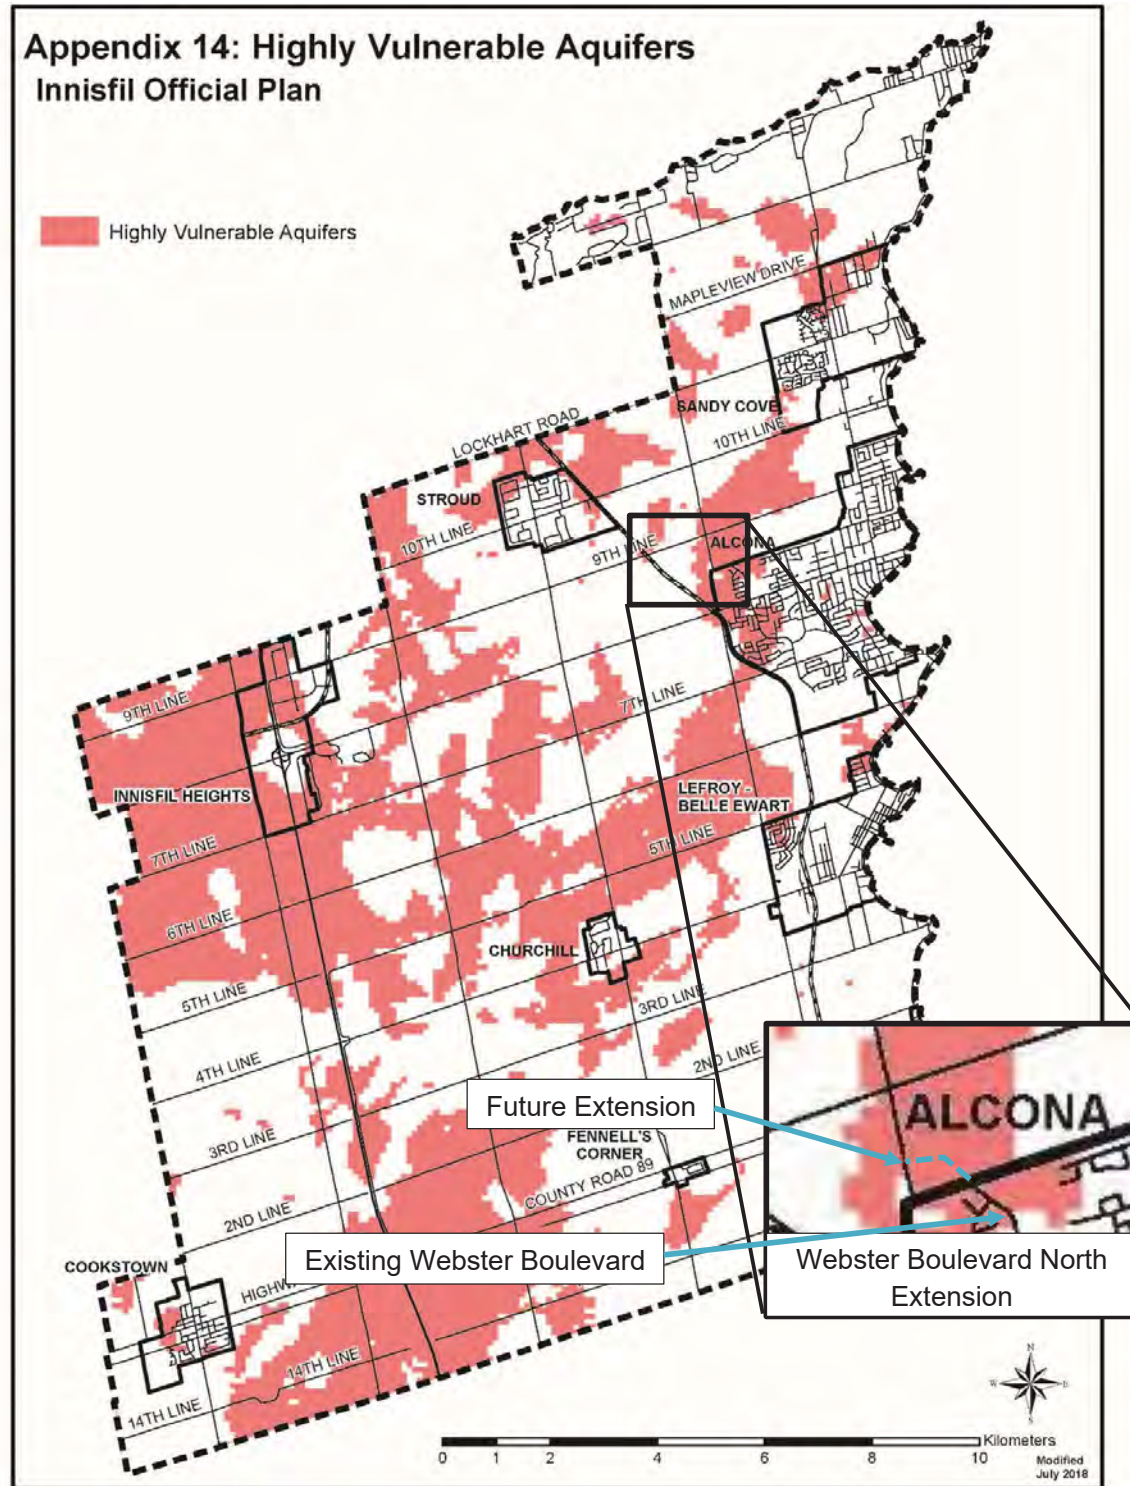 Appendix 14: Highly Vulnerable Aquifers
Innisfil Official Plan
Highly Vulnerable Aquifers
MAPLEVIEW DRIVE
SANDY COVE
LOCKHART ROAD
10TH LINE
STROUD
10TH LINE
9TH LINE
ALCONA
9TH LINE
7TH LINE
INNISFIL HEIGHTS
LEFROY -
BELLE EWART
7TH LINE
5TH LINE
6TH LINE
CHURCHILL
5TH LINE
3RD LINE
4TH LINE
2ND LINE
Future Extension
ALCONA
3RD LINE
FENNELL'S
CORNER
COUNTY ROAD 89
2ND LINE
Existing Webster Boulevard
Webster Boulevard North
Extension
COOKSTOWN
14TH LINE
14TH LINE
N
W
E
S
Kilometers
0 1 2 4 6 8 10
Modified
July 2018